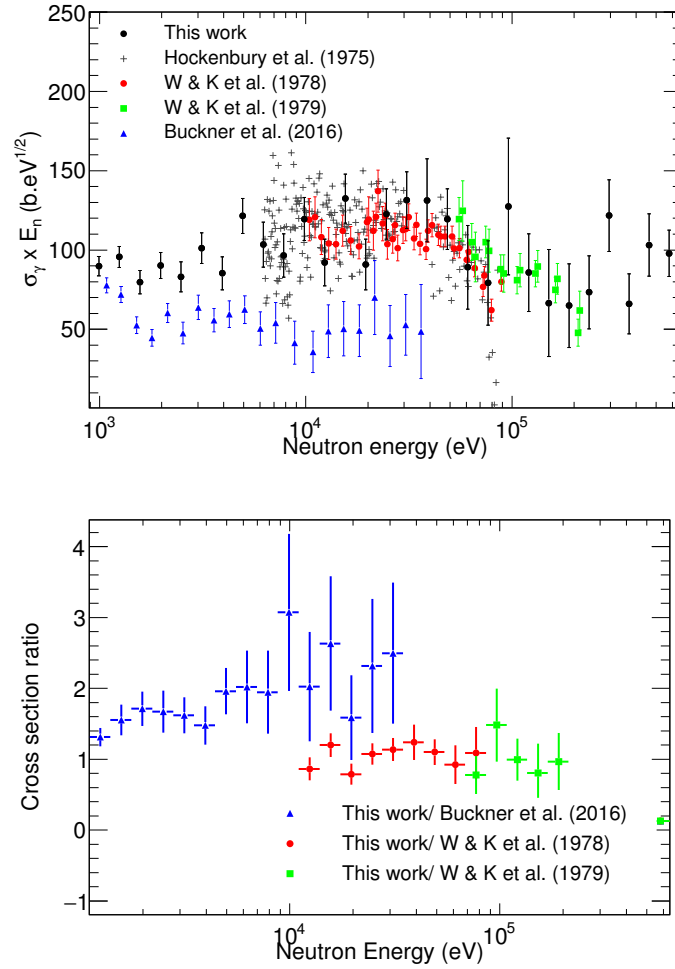 250
200
150
100
50
σγ x En (b.eV1/2)
This work
Hockenbury et al. (1975)
W & K et al. (1978)
W & K et al. (1979)
Buckner et al. (2016)
10³
10⁴
10⁵
Neutron energy (eV)
4
3
2
1
0
−1
Cross section ratio
This work/ Buckner et al. (2016)
This work/ W & K et al. (1978)
This work/ W & K et al. (1979)
10⁴
10⁵
Neutron Energy (eV)